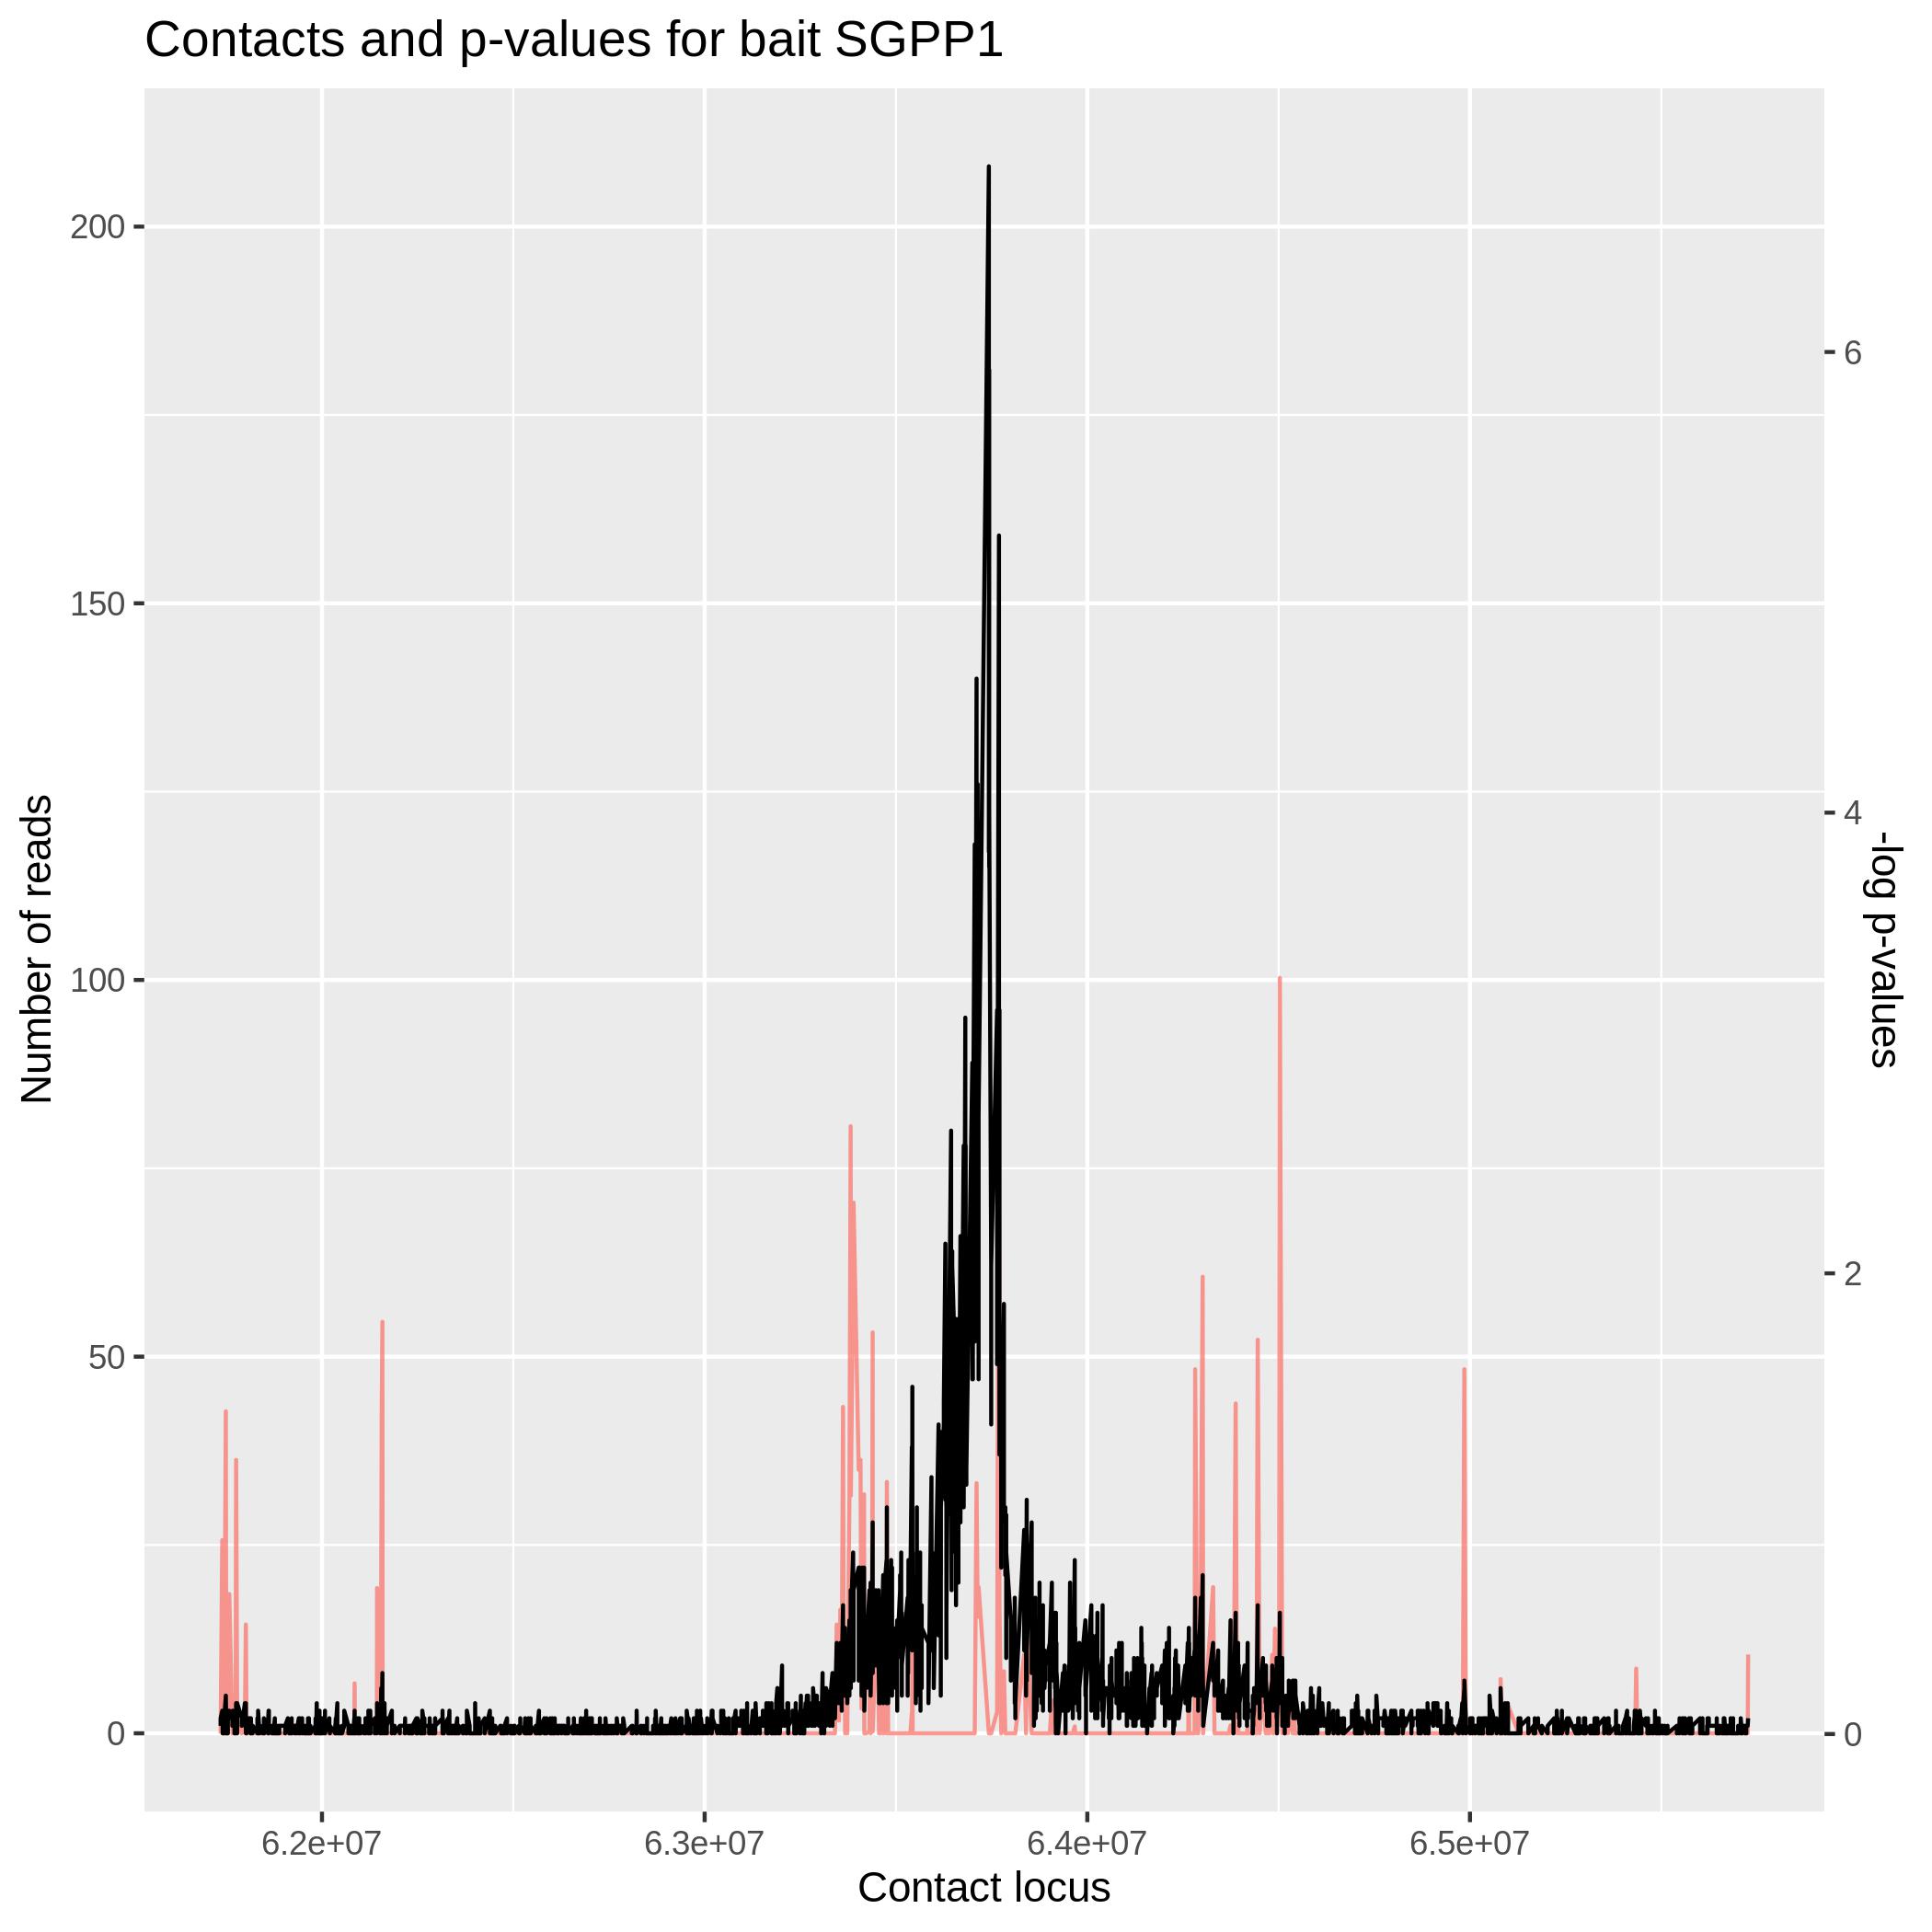 Contacts and p-values for bait SGPP1
200
150
100
50
0
Number of reads
6
4
2
0
-log p-values
6.2e+07
6.3e+07
6.4e+07
6.5e+07
Contact locus